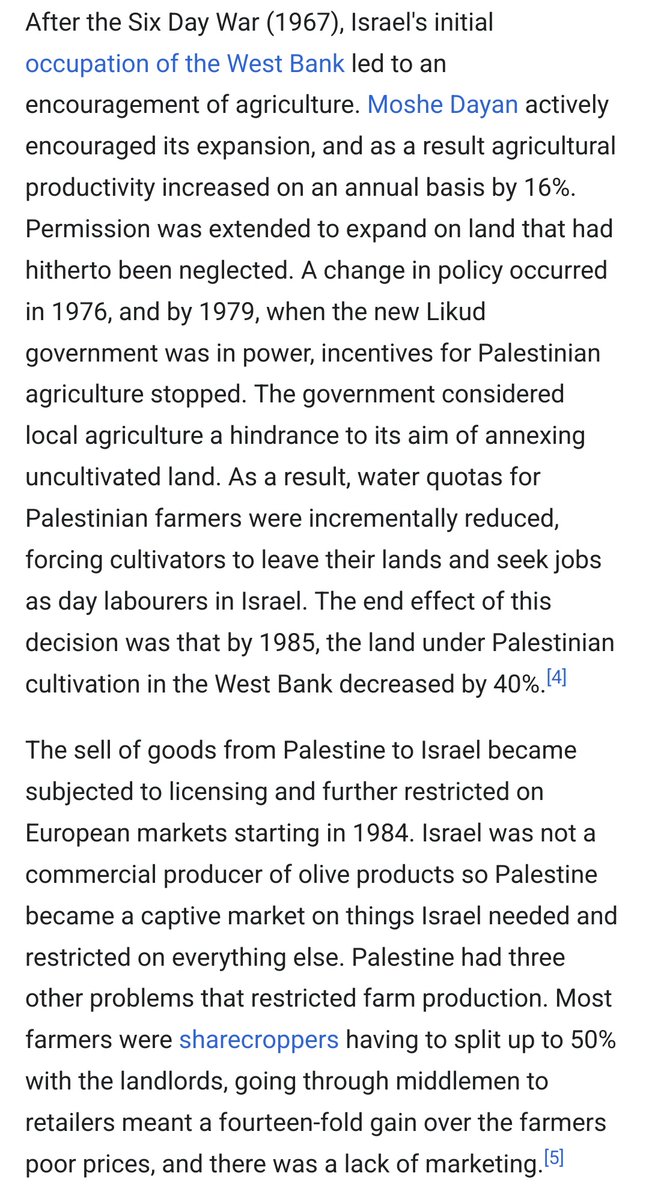 After the Six Day War (1967), Israel's initial
occupation of the West Bank led to an
encouragement of agriculture. Moshe Dayan actively
encouraged its expansion, and as a result agricultural
productivity increased on an annual basis by 16%.
Permission was extended to expand on land that had
hitherto been neglected. A change in policy occurred
in 1976, and by 1979, when the new Likud
government was in power, incentives for Palestinian
agriculture stopped. The government considered
local agriculture a hindrance to its aim of annexing
uncultivated land. As a result, water quotas for
Palestinian farmers were incrementally reduced,
forcing cultivators to leave their lands and seek jobs
as day labourers in Israel. The end effect of this
decision was that by 1985, the land under Palestinian
cultivation in the West Bank decreased by 40%.[4]
The sell of goods from Palestine to Israel became
subjected to licensing and further restricted on
European markets starting in 1984. Israel was not a
commercial producer of olive products so Palestine
became a captive market on things Israel needed and
restricted on everything else. Palestine had three
other problems that restricted farm production. Most
farmers were sharecroppers having to split up to 50%
with the landlords, going through middlemen to
retailers meant a fourteen-fold gain over the farmers
poor prices, and there was a lack of marketing.[5]